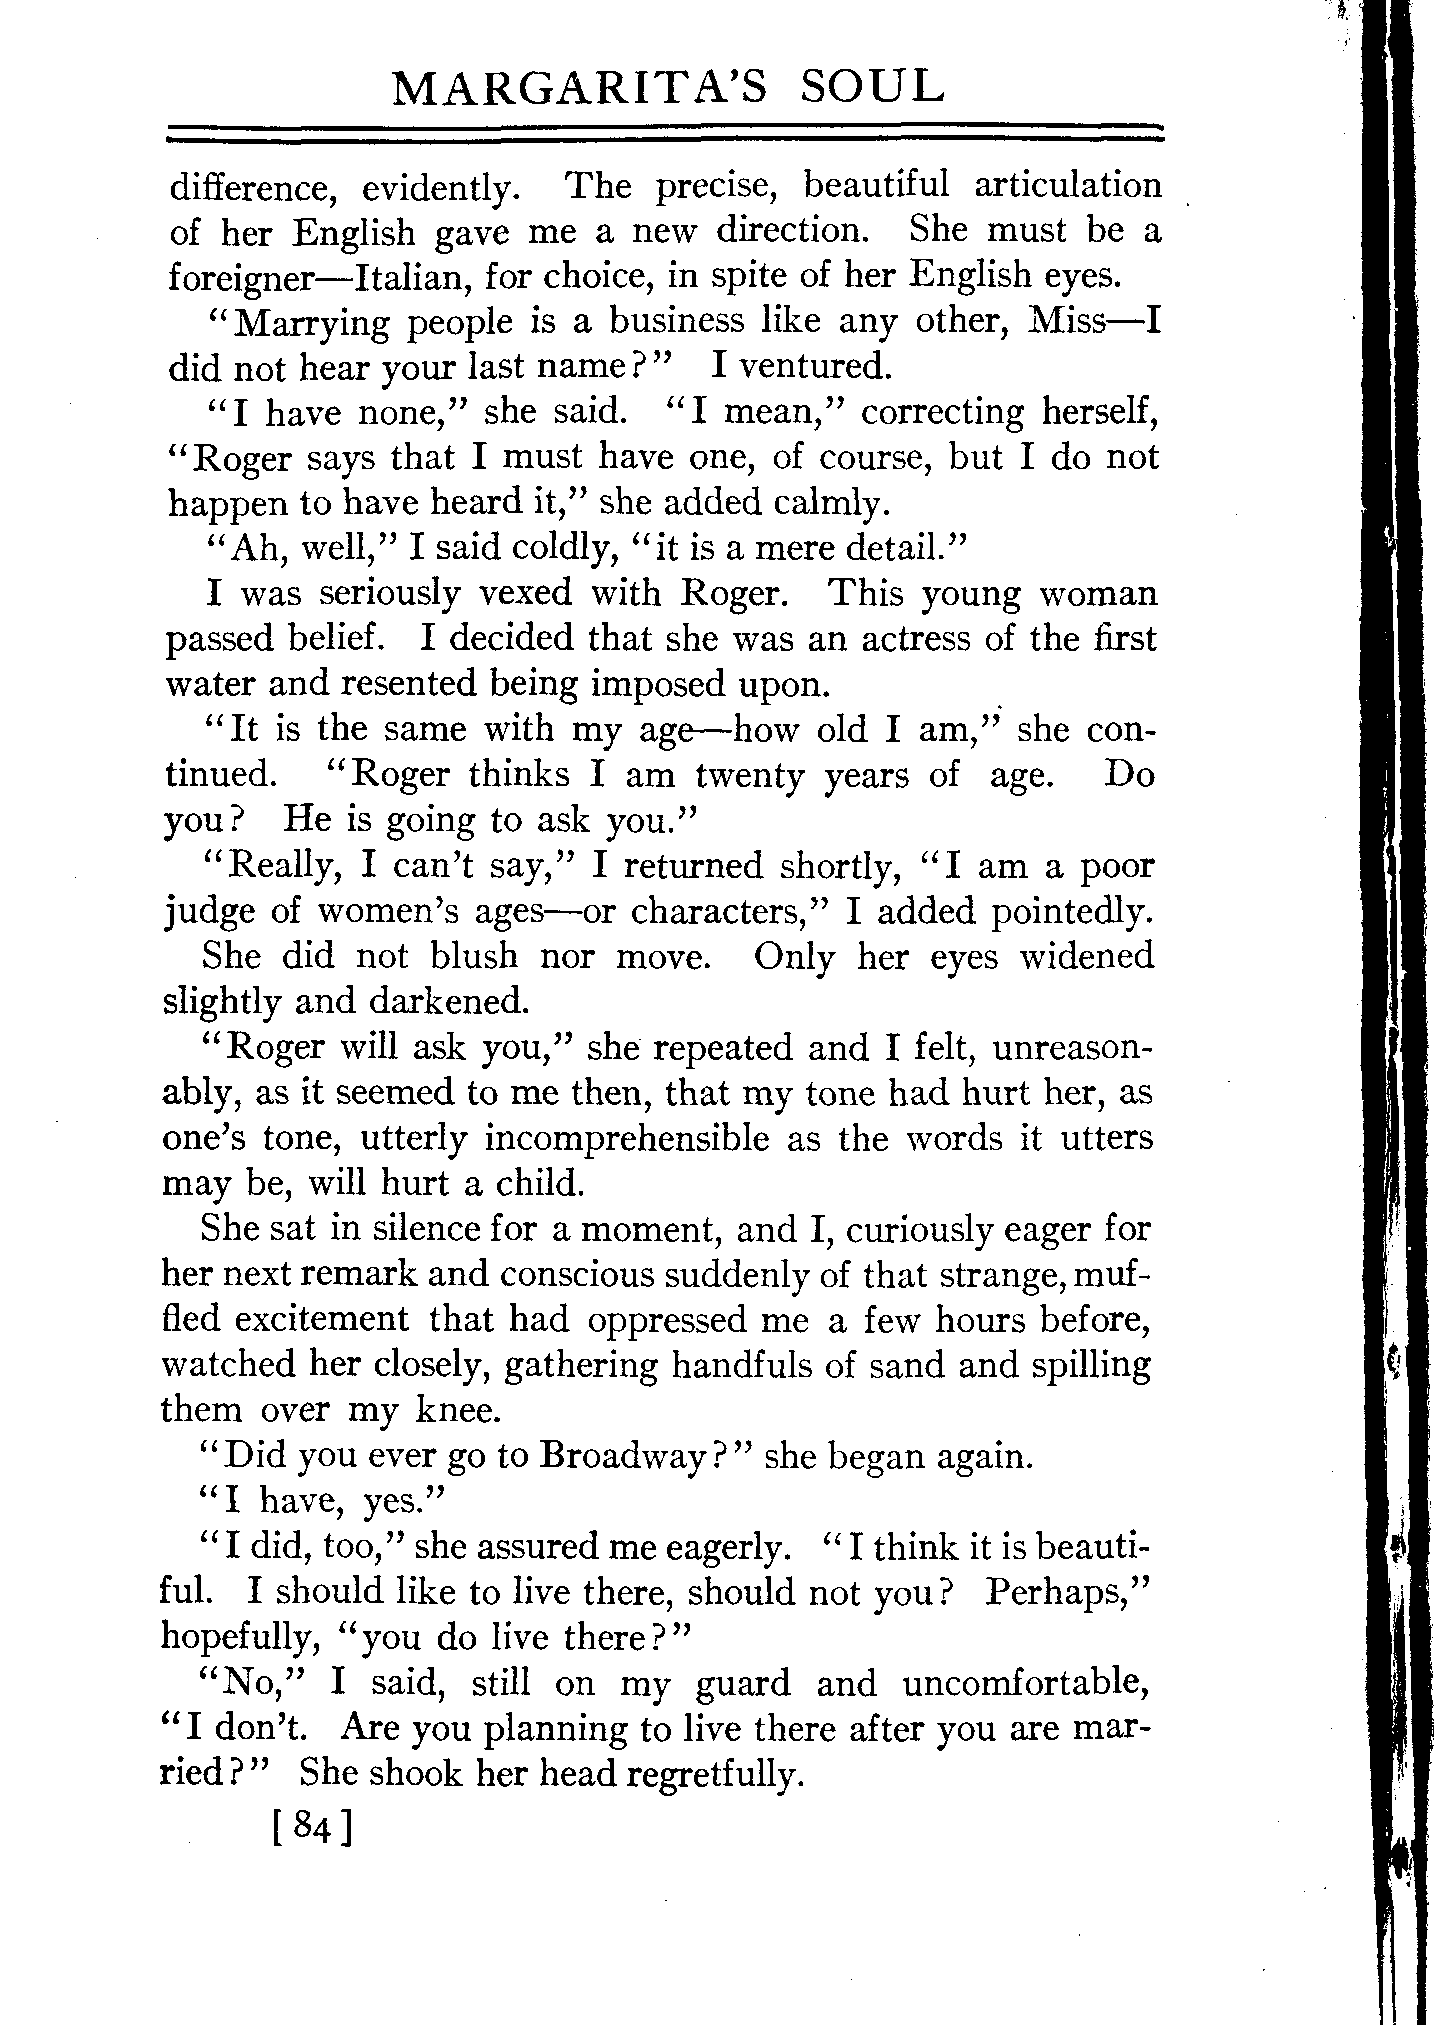 MARGARITA'S SOUL
difference, evidently. The precise, beautiful articulation
of her English gave me a new direction. She must be a
foreigner—Italian, for choice, in spite of her English eyes.
"Marrying people is a business like any other, Miss—I
did not hear your last name?" I ventured.
"I have none," she said. "I mean," correcting herself,
"Roger says that I must have one, of course, but I do not
happen to have heard it," she added calmly.
"Ah, well," I said coldly, "it is a mere detail."
I was seriously vexed with Roger. This young woman
passed belief. I decided that she was an actress of the first
water and resented being imposed upon.
"It is the same with my age—how old I am," she con-
tinued. "Roger thinks I am twenty years of age. Do
you? He is going to ask you."
"Really, I can't say," I returned shortly, "I am a poor
judge of women's ages—or characters," I added pointedly.
She did not blush nor move. Only her eyes widened
slightly and darkened.
"Roger will ask you," she repeated and I felt, unreason-
ably, as it seemed to me then, that my tone had hurt her, as
one's tone, utterly incomprehensible as the words it utters
may be, will hurt a child.
She sat in silence for a moment, and I, curiously eager for
her next remark and conscious suddenly of that strange, muf-
fled excitement that had oppressed me a few hours before,
watched her closely, gathering handfuls of sand and spilling
them over my knee.
"Did you ever go to Broadway?" she began again.
"I have, yes."
"I did, too," she assured me eagerly. "I think it is beauti-
ful. I should like to live there, should not you? Perhaps,"
hopefully, "you do live there?"
"No," I said, still on my guard and uncomfortable,
"I don't. Are you planning to live there after you are mar-
ried?" She shook her head regretfully.
[84]